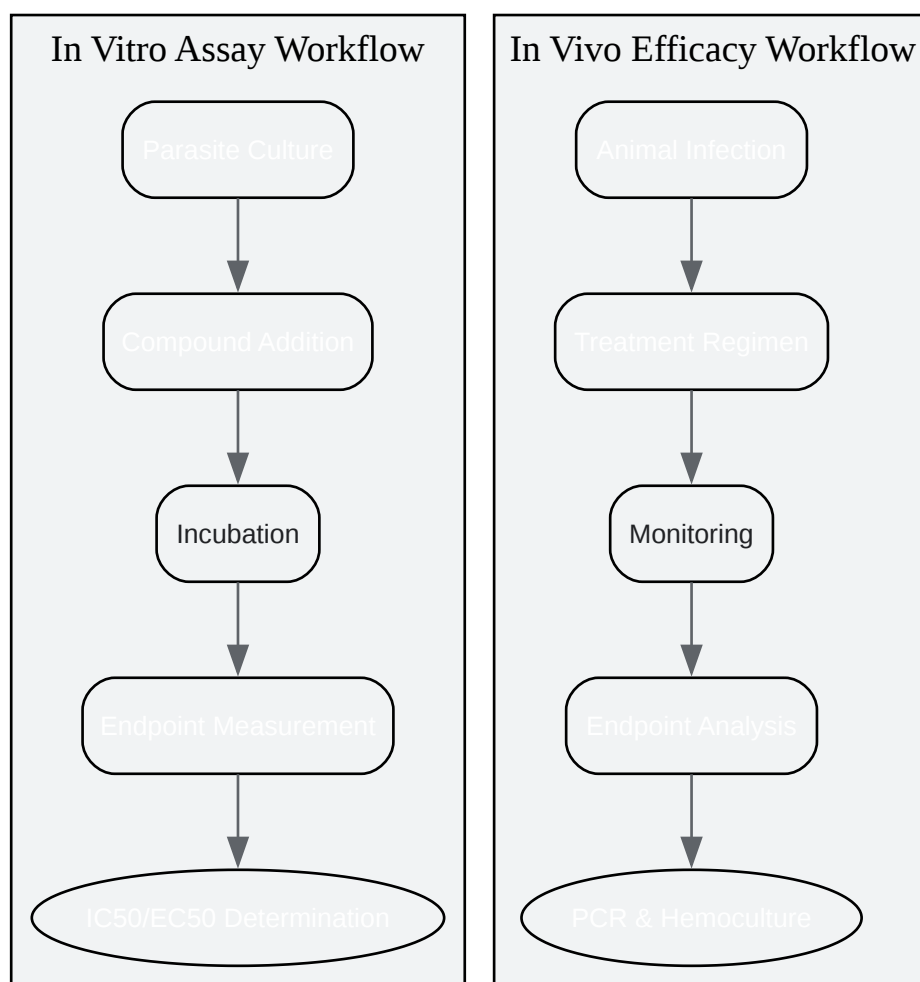 In Vitro Assay Workflow
Parasite Culture
Compound Addition
Incubation
Endpoint Measurement
IC50/EC50 Determination
In Vivo Efficacy Workflow
Animal Infection
Treatment Regimen
Monitoring
Endpoint Analysis
PCR & Hemoculture